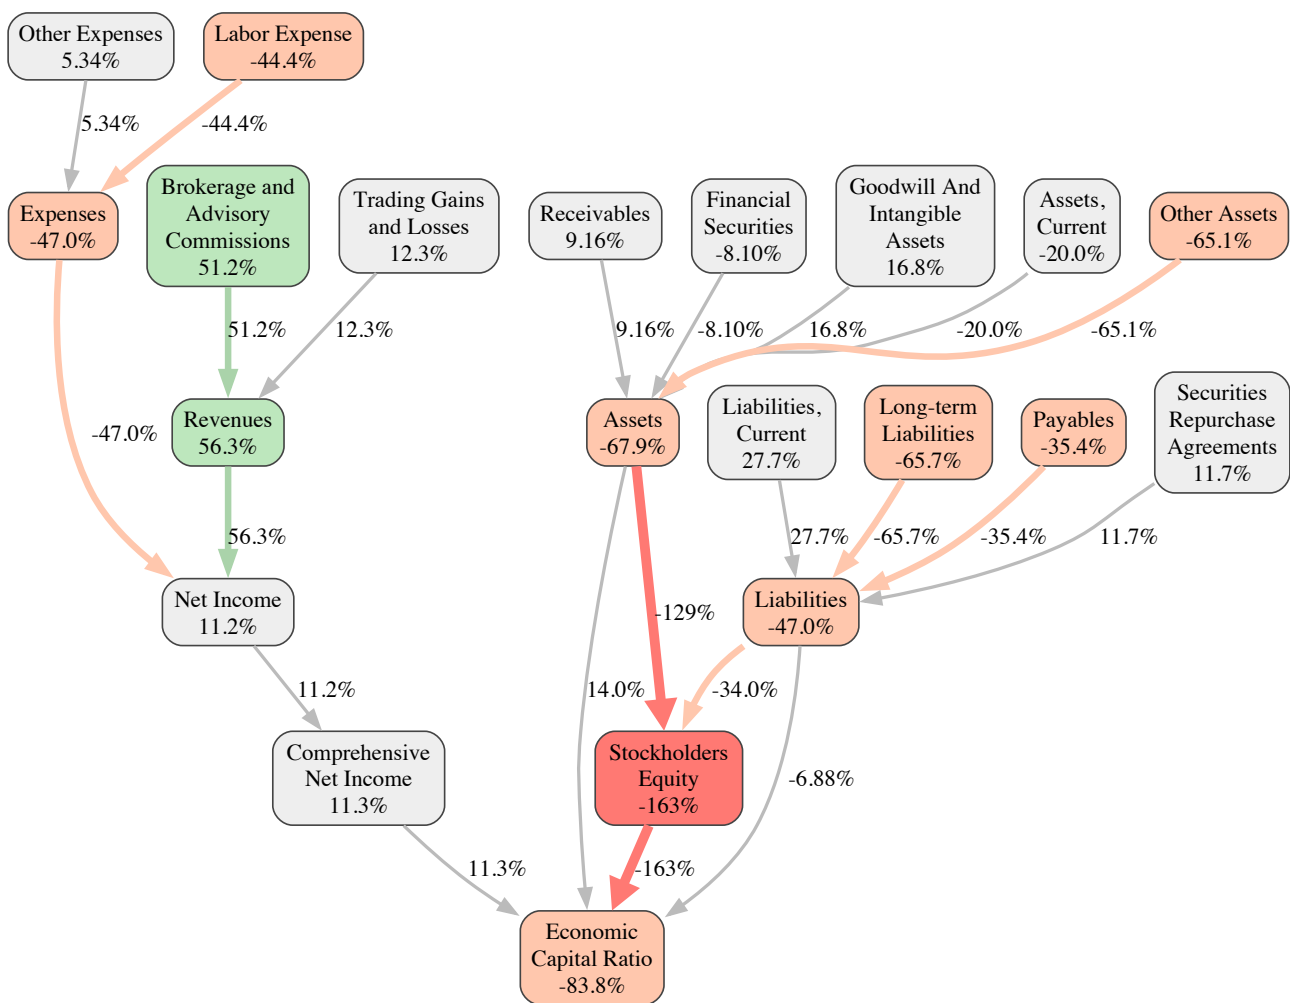 Other Expenses
5.34%
Labor Expense
-44.4%
5.34%
-44.4%
Expenses
-47.0%
Brokerage and
Advisory
Commissions
51.2%
Trading Gains
and Losses
12.3%
Receivables
9.16%
Financial
Securities
-8.10%
Goodwill And
Intangible
Assets
16.8%
Assets,
Current
-20.0%
Other Assets
-65.1%
51.2%
12.3%
9.16%
-8.10%
16.8%
-20.0%
-65.1%
-47.0%
Revenues
56.3%
Assets
-67.9%
Liabilities,
Current
27.7%
Long-term
Liabilities
-65.7%
Payables
-35.4%
Securities
Repurchase
Agreements
11.7%
56.3%
27.7%
-65.7%
-35.4%
11.7%
Net Income
11.2%
-129%
Liabilities
-47.0%
11.2%
14.0%
-34.0%
Comprehensive
Net Income
11.3%
Stockholders
Equity
-163%
-6.88%
11.3%
-163%
Economic
Capital Ratio
-83.8%